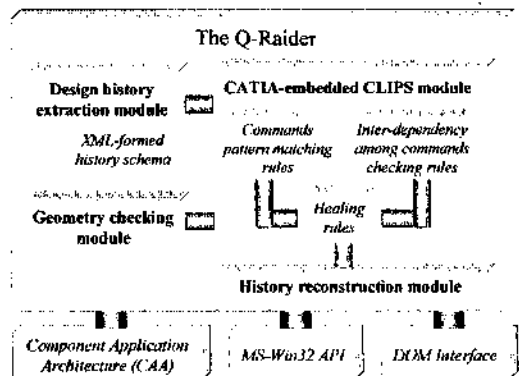 The Q-Raider
Design history
extraction module
XML-formed
history schema
CATIA-embedded CLIPS module
Commands
pattern matching
rules
Inter-dependency
among commands
checking rules
Geometry checking
module
Healing
rules
History reconstruction module
Component Application
Architecture (CAA)
MS-Win32 API
DOM Interface